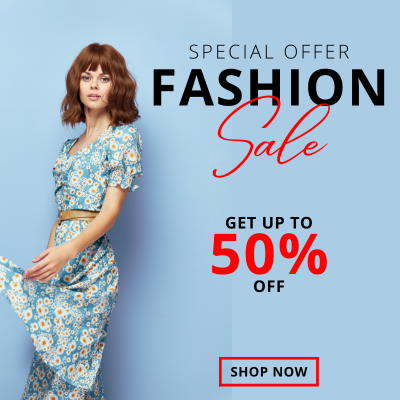 SPECIAL OFFER
FASHION
Sale
GET UP TO
50%
OFF
SHOP NOW